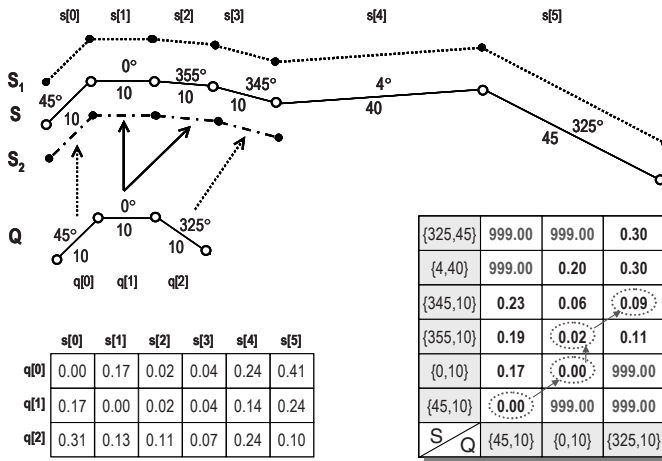 s[0] s[1] s[2] s[3] s[4] s[5]
S1
0°
355°
345°
4°
45°
S
10
10
10
10
40
45
325°
S2
0°
Q
45°
10
10
325°
10
q[0] q[1] q[2]
s[0] s[1] s[2] s[3] s[4] s[5]
q[0] 0.00 0.17 0.02 0.04 0.24 0.41
q[1] 0.17 0.00 0.02 0.04 0.14 0.24
q[2] 0.31 0.13 0.11 0.07 0.24 0.10
{325,45} 999.00 999.00 0.30
{4,40} 999.00 0.20 0.30
{345,10} 0.23 0.06 0.09
{355,10} 0.19 0.02 0.11
{0,10} 0.17 0.00 999.00
{45,10} 0.00 999.00 999.00
S Q {45,10} {0,10} {325,10}